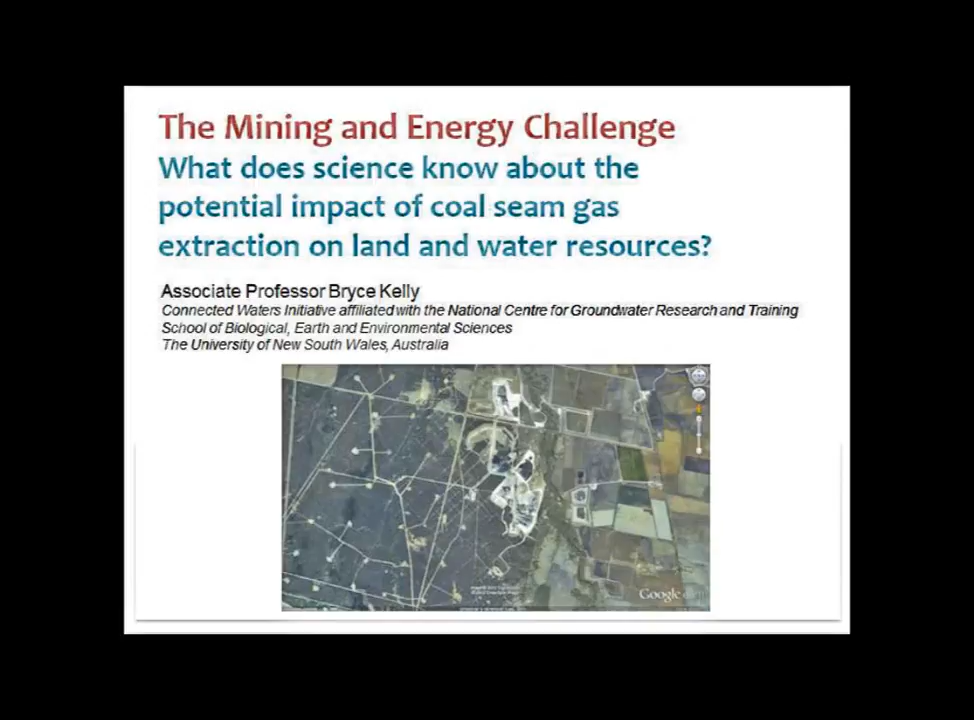 The Mining and Energy Challenge
What does science know about the
potential impact of coal seam gas
extraction on land and water resources?
Associate Professor Bryce Kelly
Connected Waters Initiative affiliated with the National Centre for Groundwater Research and Training
School of Biological, Earth and Environmental Sciences
The University of New South Wales, Australia
Google